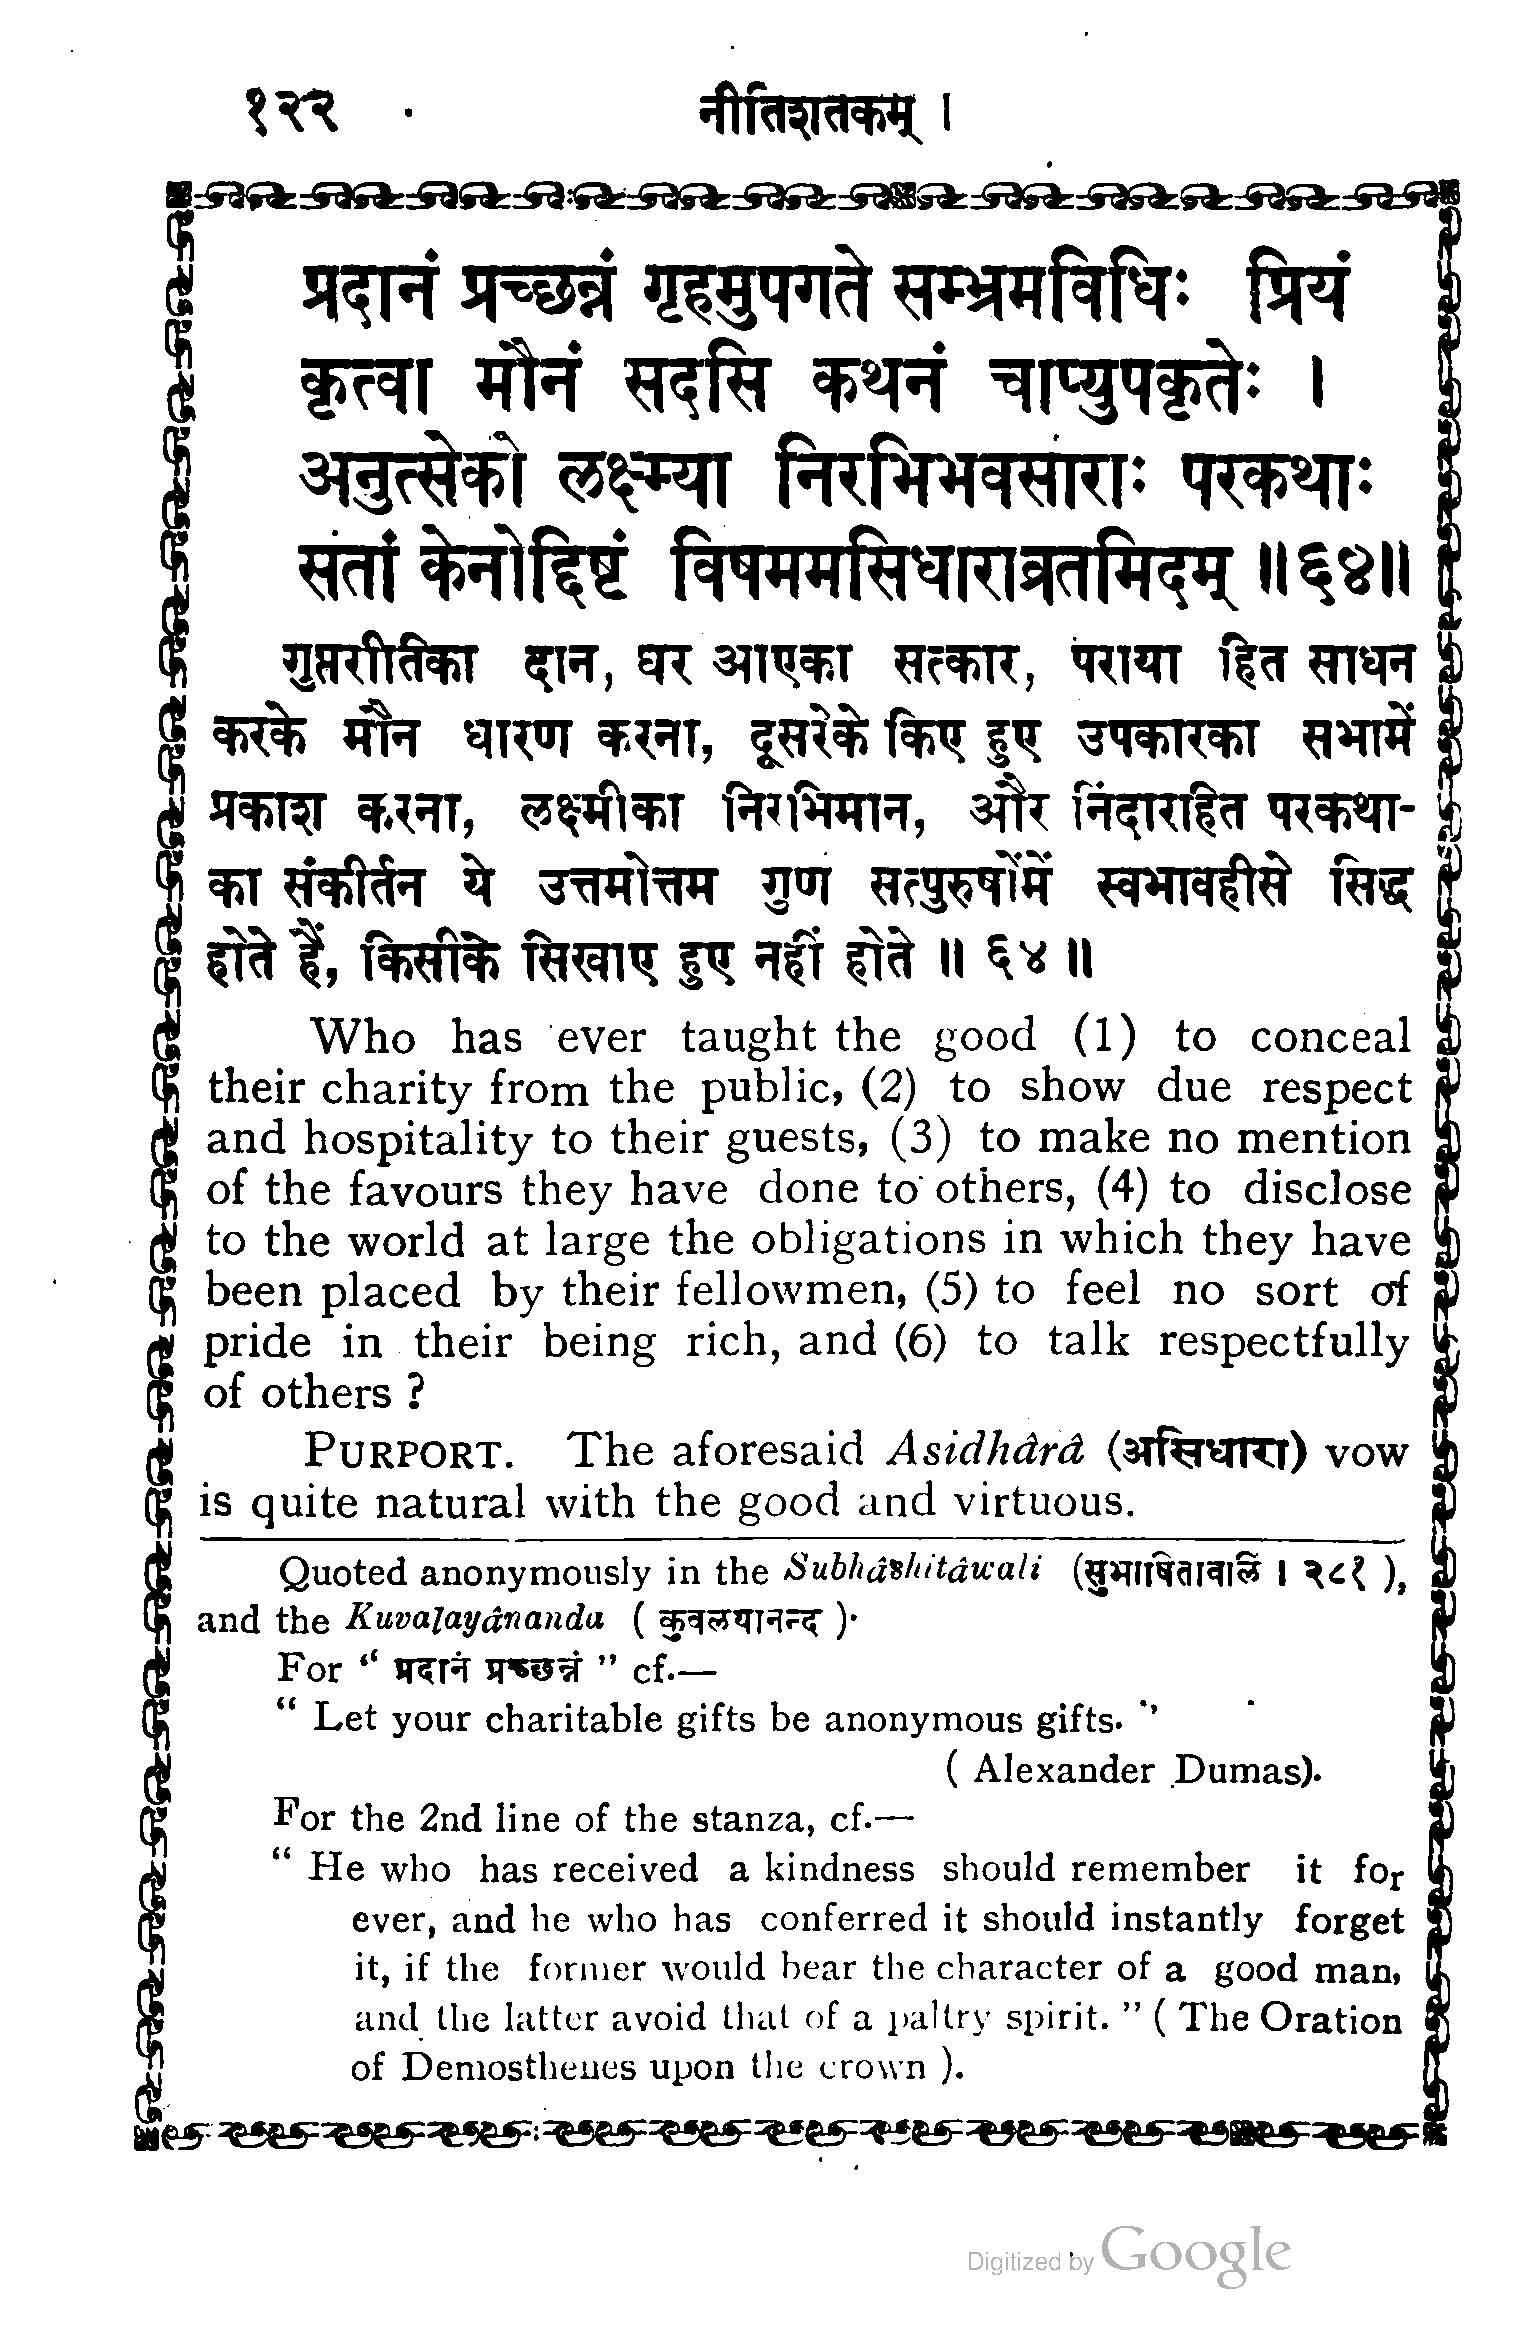 १२२ नीतिशतकम् ।
प्रदानं प्रच्छन्नं गृहमुपगते सम्भ्रमविधिः प्रियं
कृत्वा मौनं सदसि कथनं चाप्युपकृतेः ।
अनुत्सेको लक्ष्म्या निरभिभवसाराः परकथाः
सतां केनोद्दिष्टं विषममसिधाराव्रतमिदम् ॥६४॥
गुप्तरीतिका दान, घर आएका सत्कार, पराया हित साधन
करके मौन धारण करना, दूसरेके किए हुए उपकारका सभामें
प्रकाश करना, लक्ष्मीका निरभिमान, और निंदारहित परकथा-
का संकीर्तन ये उत्तमोत्तम गुण सत्पुरुषोंमें स्वभावहीसे सिद्ध
होते हैं, किसीके सिखाए हुए नहीं होते ॥ ६४ ॥
Who has ever taught the good (1) to conceal
their charity from the public, (2) to show due respect
and hospitality to their guests, (3) to make no mention
of the favours they have done to others, (4) to disclose
to the world at large the obligations in which they have
been placed by their fellowmen, (5) to feel no sort of
pride in their being rich, and (6) to talk respectfully
of others ?
PURPORT. The aforesaid Asidhârâ (असिधारा) vow
is quite natural with the good and virtuous.
Quoted anonymously in the Subhâshitâwali (सुभाषितावलि । २८१ ),
and the Kuvalayânanda ( कुवलयानन्द ).
For “ प्रदानं प्रच्छन्नं ” cf.—
“ Let your charitable gifts be anonymous gifts. ”
( Alexander Dumas).
For the 2nd line of the stanza, cf.—
“ He who has received a kindness should remember it for
ever, and he who has conferred it should instantly forget
it, if the former would bear the character of a good man,
and the latter avoid that of a paltry spirit. ” ( The Oration
of Demosthenes upon the crown ).
Digitized by Google